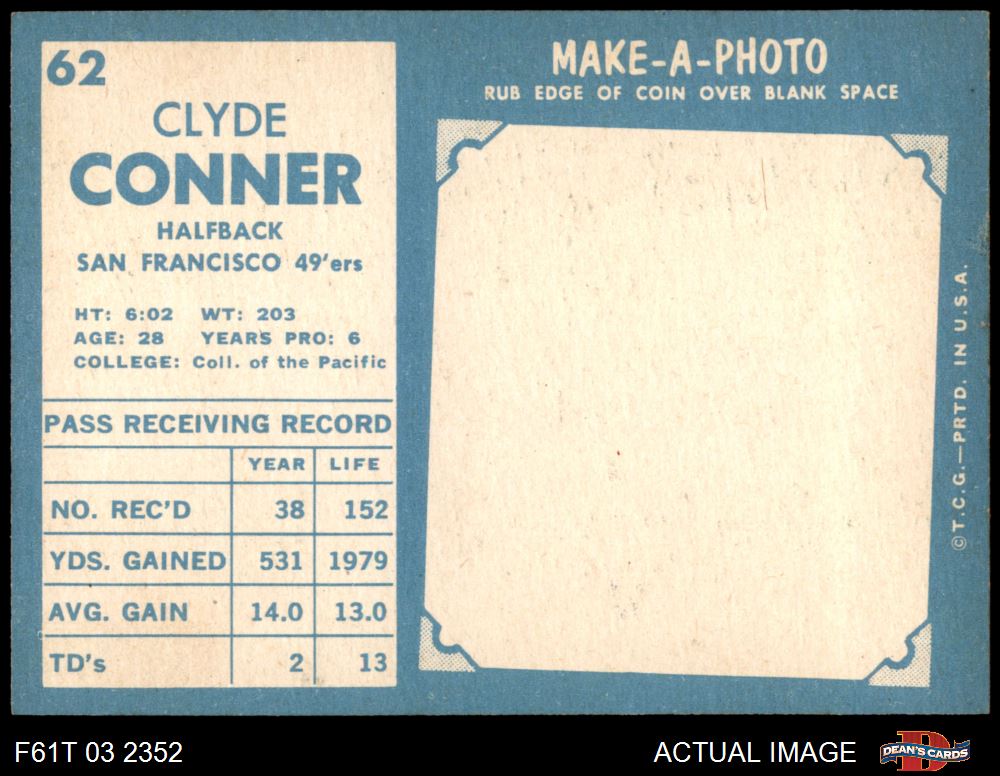 62
CLYDE
CONNER
HALFBACK
SAN FRANCISCO 49'ers
HT: 6:02 WT: 203
AGE: 28 YEARS PRO: 6
COLLEGE: Coll. of the Pacific
PASS RECEIVING RECORD
YEAR LIFE
NO. REC'D 38 152
YDS. GAINED 531 1979
AVG. GAIN 14.0 13.0
TD's 2 13
MAKE-A-PHOTO
RUB EDGE OF COIN OVER BLANK SPACE
©T.C.G.—PRTD. IN U.S.A.
F61T 03 2352
ACTUAL IMAGE
D
DEAN'S CARDS